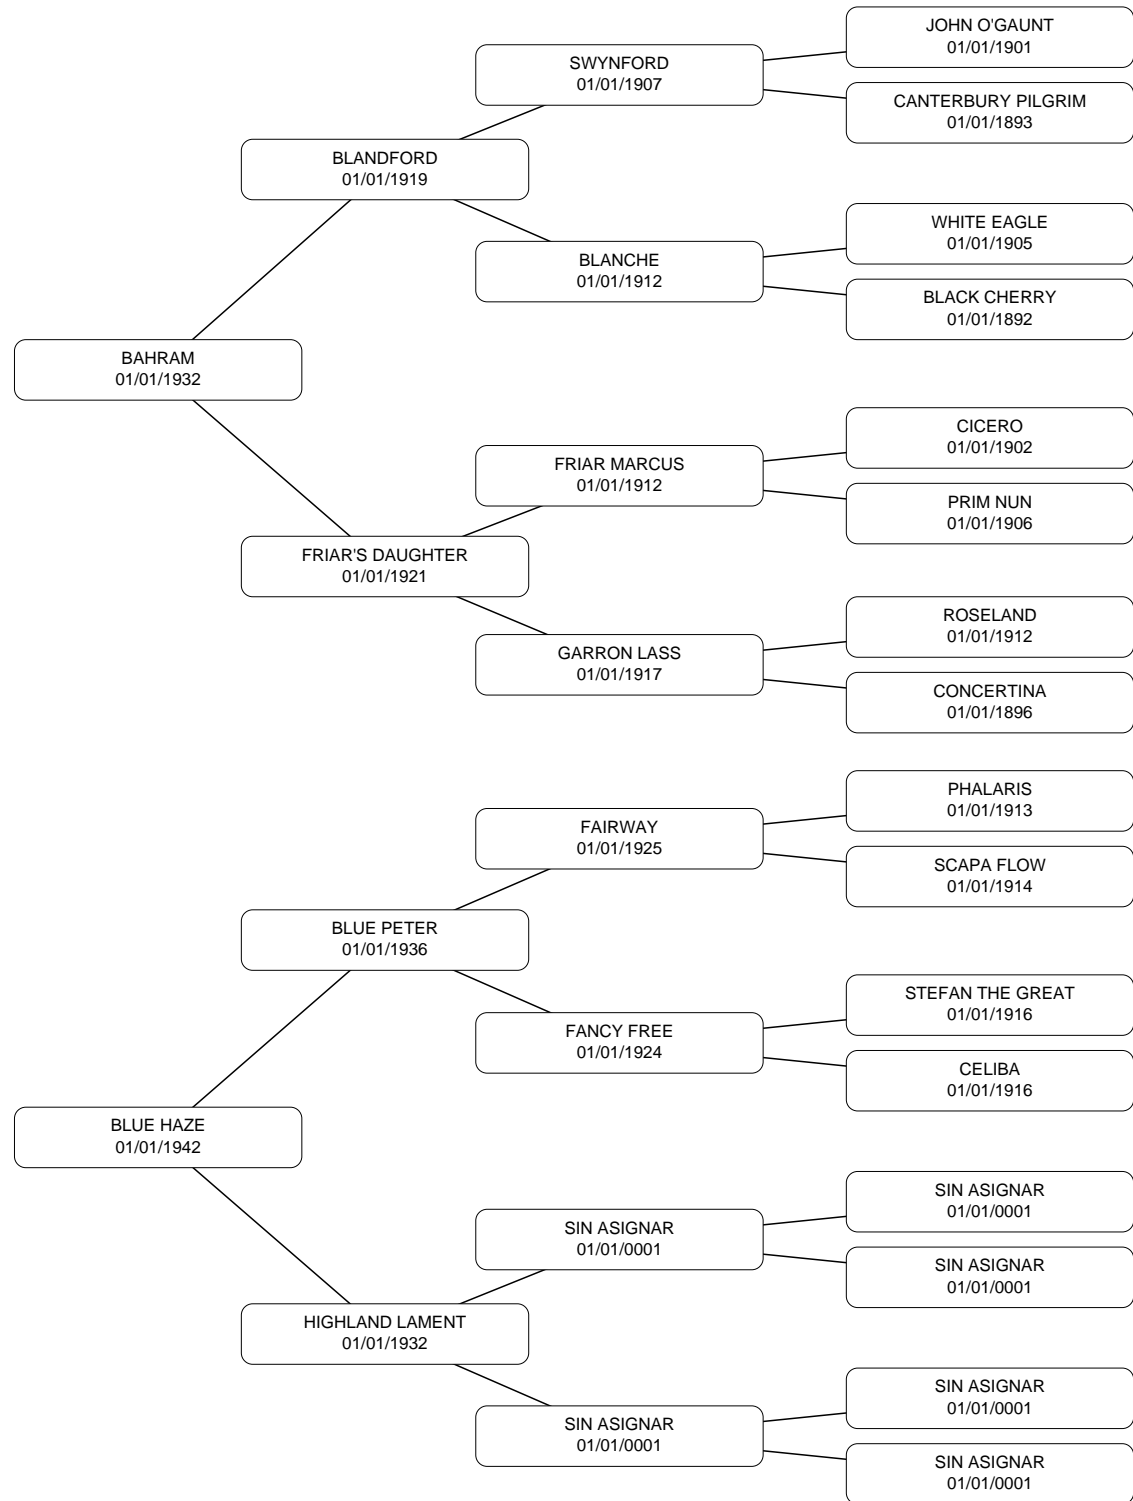 JOHN O'GAUNT
01/01/1901
SWYNFORD
01/01/1907
CANTERBURY PILGRIM
01/01/1893
BLANDFORD
01/01/1919
WHITE EAGLE
01/01/1905
BLANCHE
01/01/1912
BLACK CHERRY
01/01/1892
BAHRAM
01/01/1932
CICERO
01/01/1902
FRIAR MARCUS
01/01/1912
PRIM NUN
01/01/1906
FRIAR'S DAUGHTER
01/01/1921
ROSELAND
01/01/1912
GARRON LASS
01/01/1917
CONCERTINA
01/01/1896
PHALARIS
01/01/1913
FAIRWAY
01/01/1925
SCAPA FLOW
01/01/1914
BLUE PETER
01/01/1936
STEFAN THE GREAT
01/01/1916
FANCY FREE
01/01/1924
CELIBA
01/01/1916
BLUE HAZE
01/01/1942
SIN ASIGNAR
01/01/0001
SIN ASIGNAR
01/01/0001
SIN ASIGNAR
01/01/0001
HIGHLAND LAMENT
01/01/1932
SIN ASIGNAR
01/01/0001
SIN ASIGNAR
01/01/0001
SIN ASIGNAR
01/01/0001